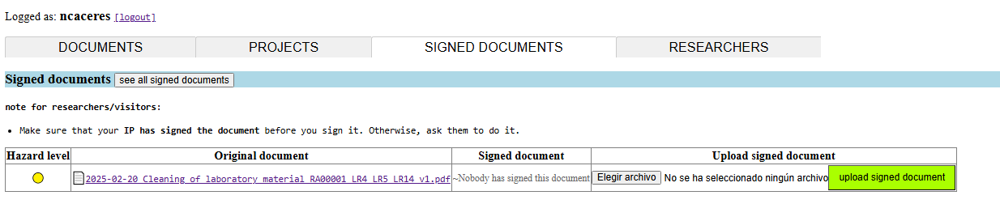 Logged as: ncaceres [logout]
DOCUMENTS PROJECTS SIGNED DOCUMENTS RESEARCHERS
Signed documents see all signed documents
note for researchers/visitors:
• Make sure that your IP has signed the document before you sign it. Otherwise, ask them to do it.
Hazard level Original document Signed document Upload signed document
2025-02-20 Cleaning of laboratory material RA00001 LR4 LR5 LR14 v1.pdf ~Nobody has signed this document Elegir archivo No se ha seleccionado ningún archivo upload signed document